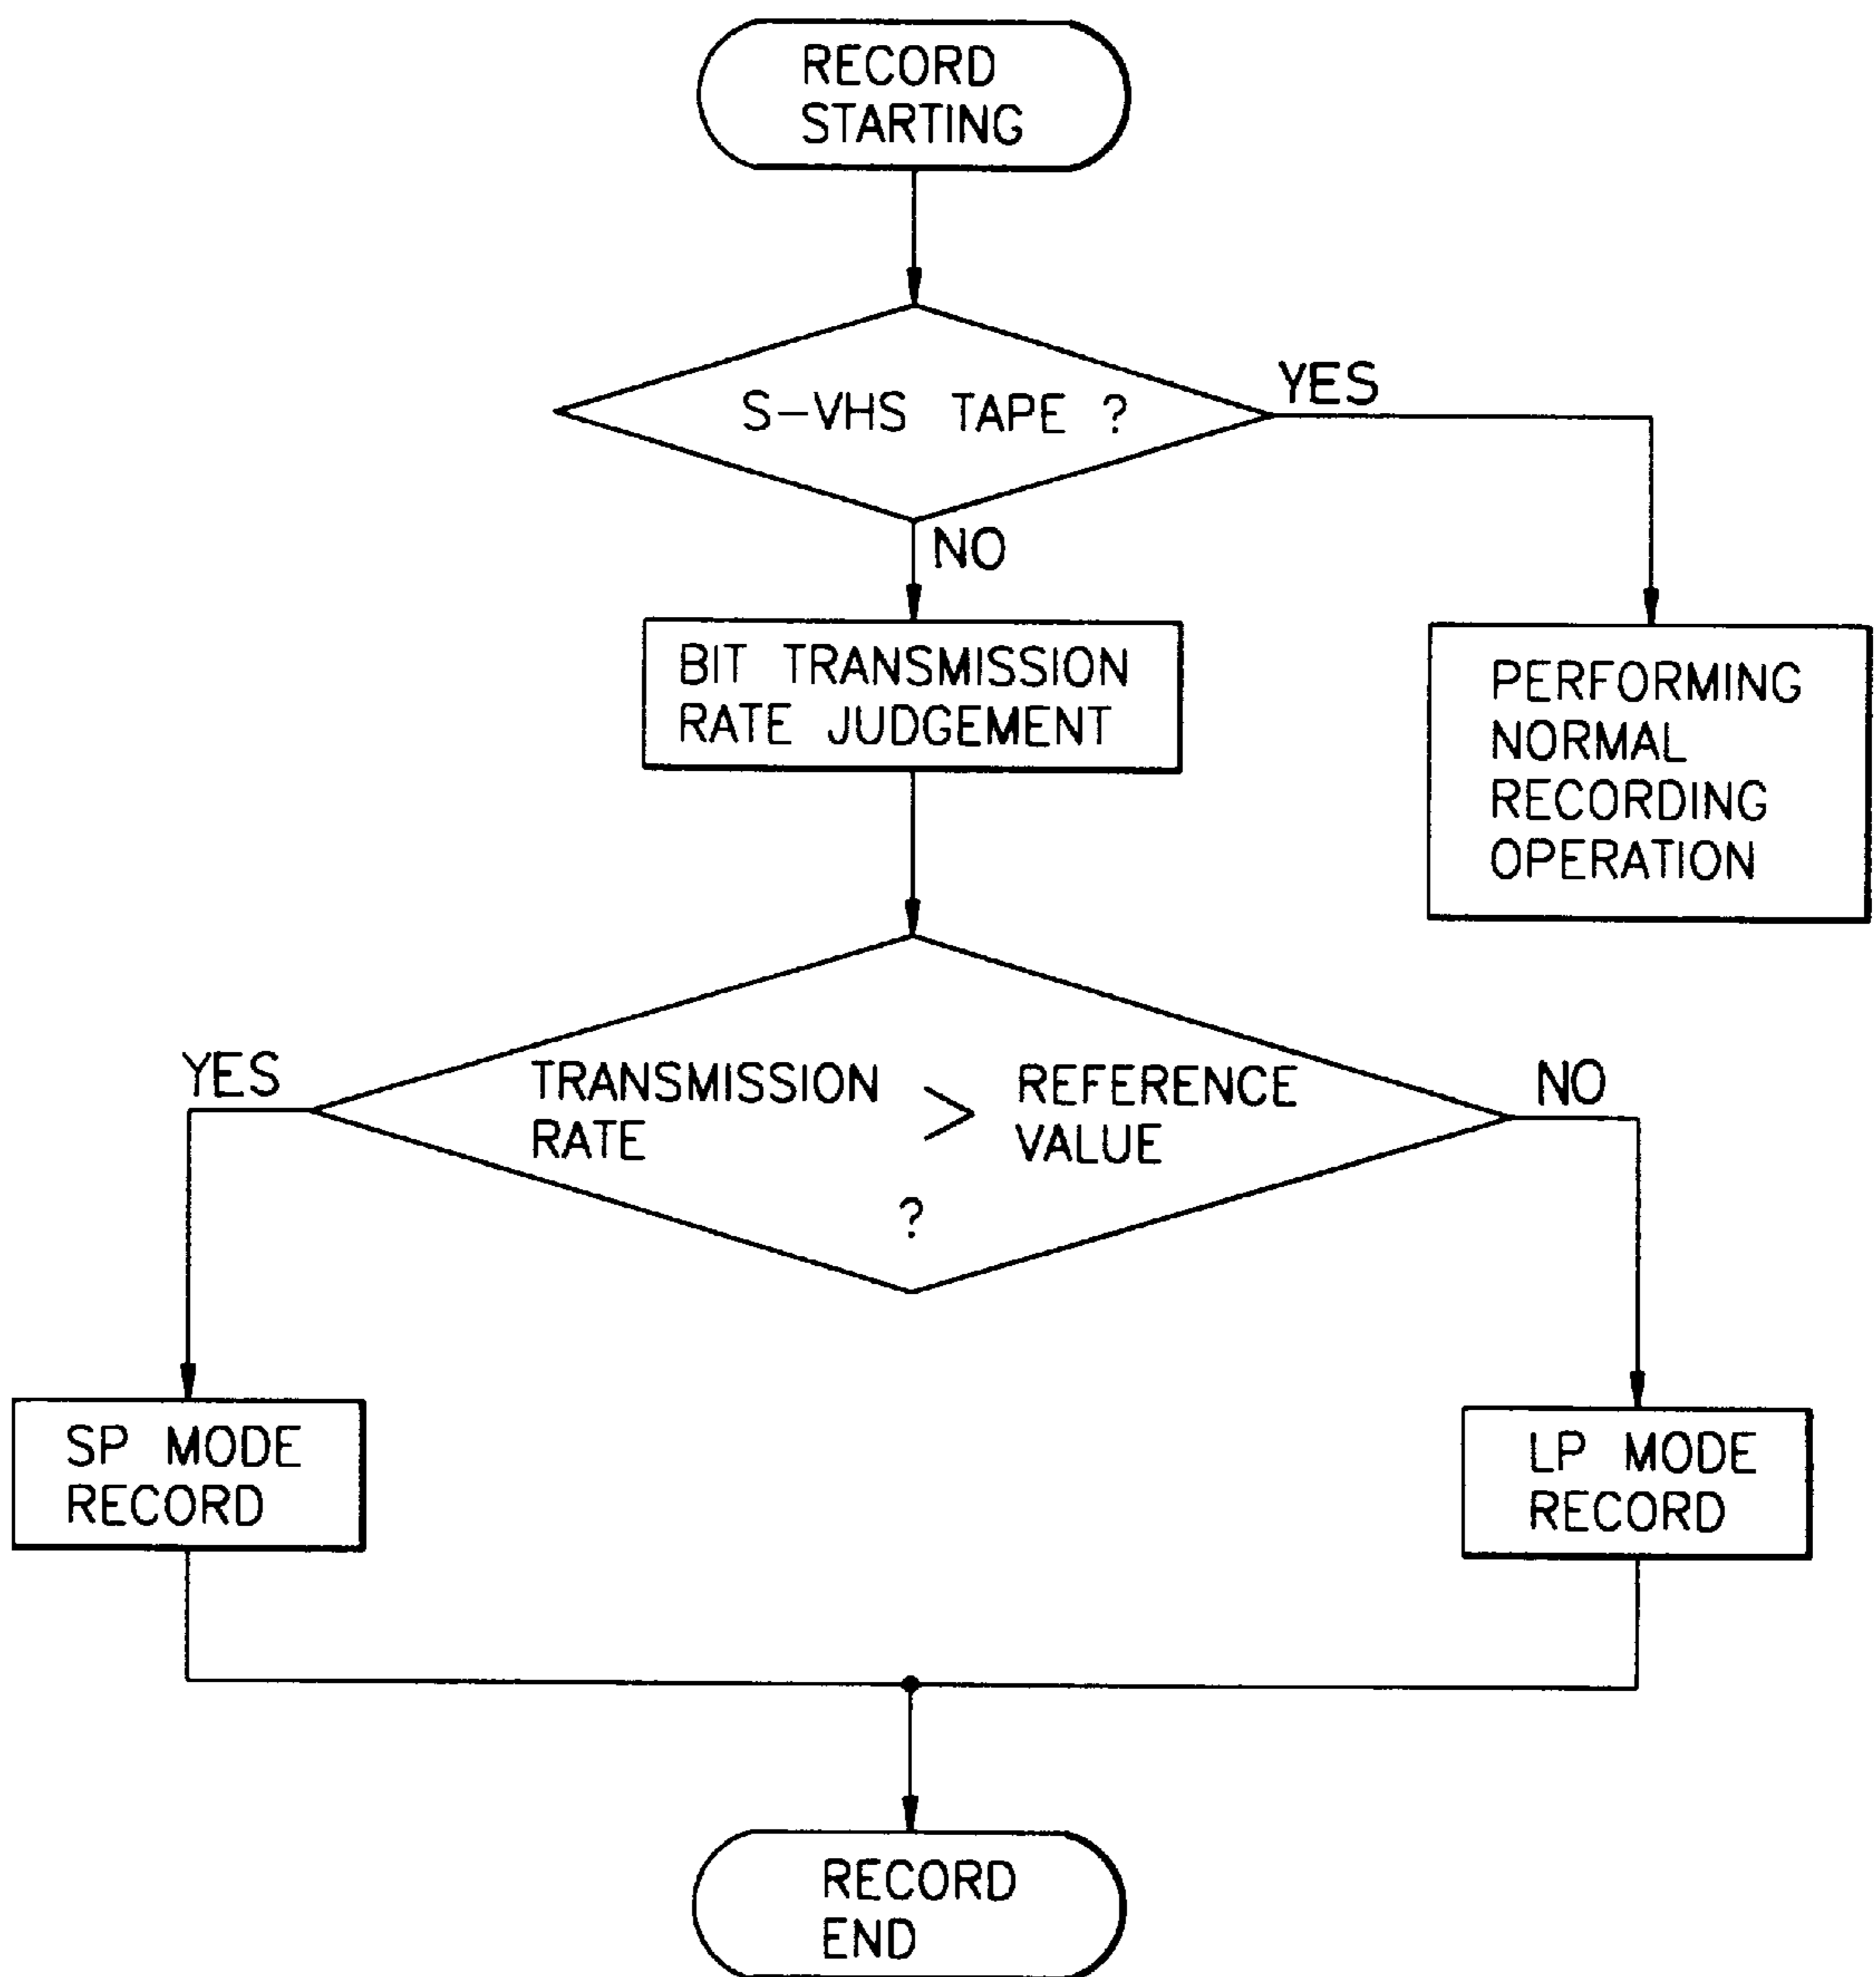 RECORD
STARTING
S-VHS TAPE ?
YES
NO
BIT TRANSMISSION
RATE JUDGEMENT
PERFORMING
NORMAL
RECORDING
OPERATION
YES
TRANSMISSION
RATE
>
REFERENCE
VALUE
?
NO
SP MODE
RECORD
LP MODE
RECORD
RECORD
END